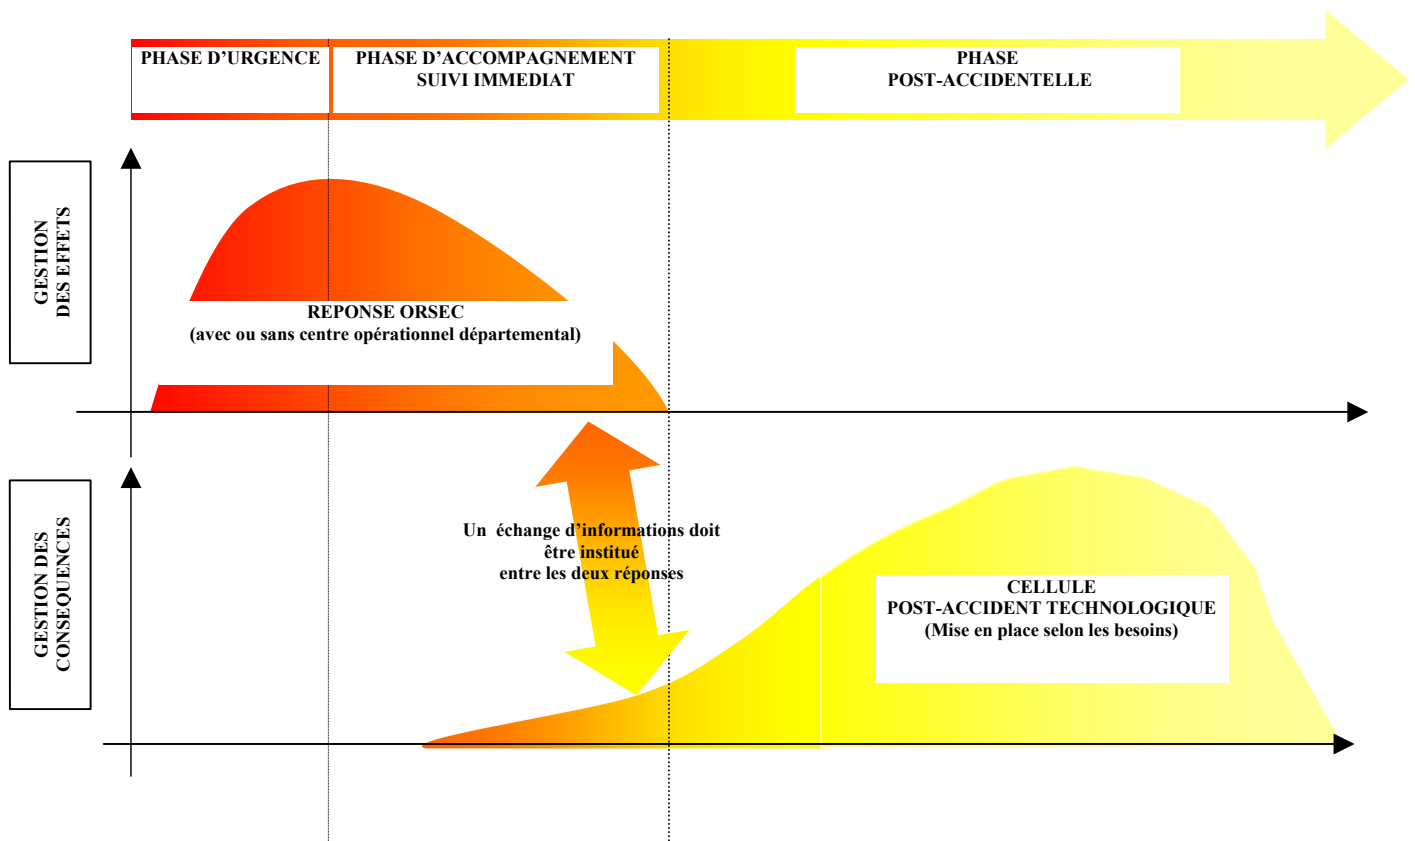 PHASE D’URGENCE
PHASE D’ACCOMPAGNEMENT
SUIVI IMMEDIAT
PHASE
POST-ACCIDENTELLE
GESTION
DES EFFETS
REPONSE ORSEC
(avec ou sans centre opérationnel départemental)
Un échange d’informations doit
être institué
entre les deux réponses
GESTION DES
CONSEQUENCES
CELLULE
POST-ACCIDENT TECHNOLOGIQUE
(Mise en place selon les besoins)